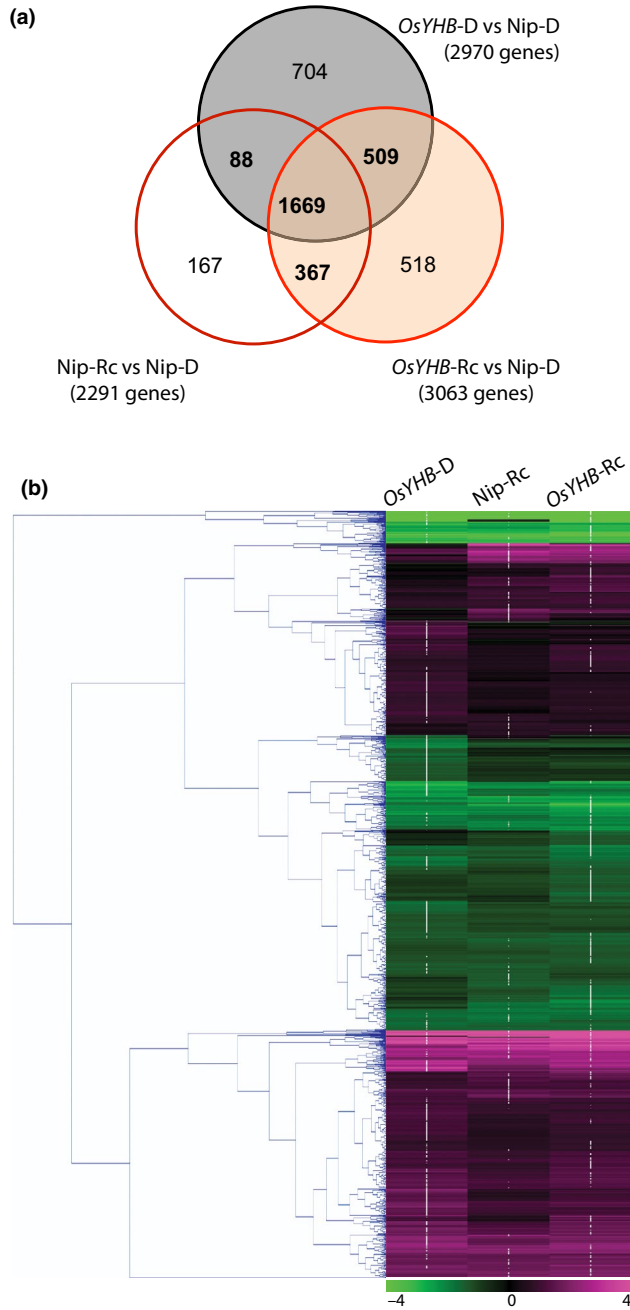 (a)
OsYHB-D vs Nip-D
(2970 genes)
704
88
509
1669
167
367
518
Nip-Rc vs Nip-D
(2291 genes)
OsYHB-Rc vs Nip-D
(3063 genes)
(b)
OsYHB-D
Nip-Rc
OsYHB-Rc
–4
0
4